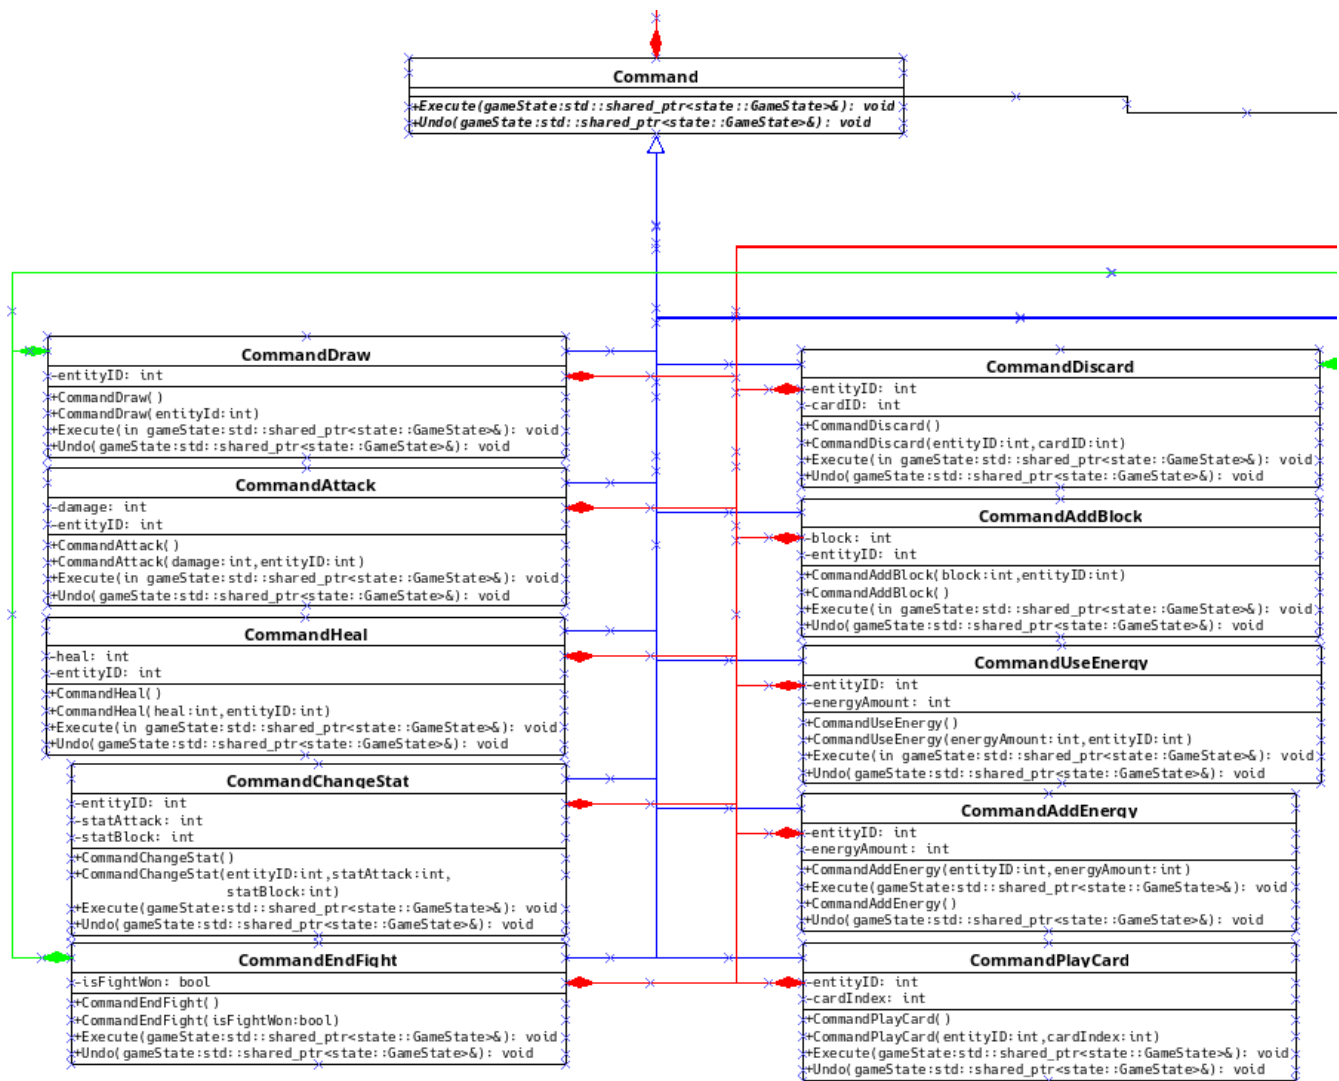 Command
+Execute(gameState:std::shared_ptr<state::GameState>&): void
+Undo(gameState:std::shared_ptr<state::GameState>&): void
CommandDraw
-entityID: int
+CommandDraw()
+CommandDraw(entityId:int)
+Execute(in gameState:std::shared_ptr<state::GameState>&): void
+Undo(gameState:std::shared_ptr<state::GameState>&): void
CommandAttack
-damage: int
-entityID: int
+CommandAttack()
+CommandAttack(damage:int,entityID:int)
+Execute(in gameState:std::shared_ptr<state::GameState>&): void
+Undo(gameState:std::shared_ptr<state::GameState>&): void
CommandHeal
-heal: int
-entityID: int
+CommandHeal()
+CommandHeal(heal:int,entityID:int)
+Execute(in gameState:std::shared_ptr<state::GameState>&): void
+Undo(gameState:std::shared_ptr<state::GameState>&): void
CommandChangeStat
-entityID: int
-statAttack: int
-statBlock: int
+CommandChangeStat()
+CommandChangeStat(entityID:int,statAttack:int,
statBlock:int)
+Execute(gameState:std::shared_ptr<state::GameState>&): void
+Undo(gameState:std::shared_ptr<state::GameState>&): void
CommandEndFight
-isFightWon: bool
+CommandEndFight()
+CommandEndFight(isFightWon:bool)
+Execute(gameState:std::shared_ptr<state::GameState>&): void
+Undo(gameState:std::shared_ptr<state::GameState>&): void
CommandDiscard
-entityID: int
-cardID: int
+CommandDiscard()
+CommandDiscard(entityID:int,cardID:int)
+Execute(in gameState:std::shared_ptr<state::GameState>&): void
+Undo(gameState:std::shared_ptr<state::GameState>&): void
CommandAddBlock
-block: int
-entityID: int
+CommandAddBlock(block:int,entityID:int)
+CommandAddBlock()
+Execute(in gameState:std::shared_ptr<state::GameState>&): void
+Undo(gameState:std::shared_ptr<state::GameState>&): void
CommandUseEnergy
-entityID: int
-energyAmount: int
+CommandUseEnergy()
+CommandUseEnergy(energyAmount:int,entityID:int)
+Execute(in gameState:std::shared_ptr<state::GameState>&): void
+Undo(gameState:std::shared_ptr<state::GameState>&): void
CommandAddEnergy
-entityID: int
-energyAmount: int
+CommandAddEnergy(entityID:int,energyAmount:int)
+Execute(gameState:std::shared_ptr<state::GameState>&): void
+CommandAddEnergy()
+Undo(gameState:std::shared_ptr<state::GameState>&): void
CommandPlayCard
-entityID: int
-cardIndex: int
+CommandPlayCard()
+CommandPlayCard(entityID:int,cardIndex:int)
+Execute(gameState:std::shared_ptr<state::GameState>&): void
+Undo(gameState:std::shared_ptr<state::GameState>&): void